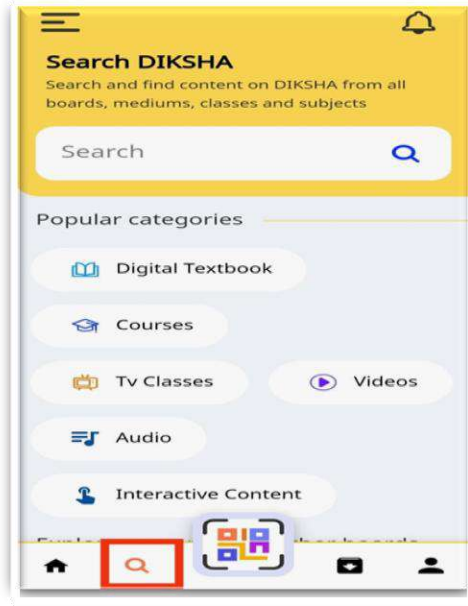 Search DIKSHA
Search and find content on DIKSHA from all
boards, mediums, classes and subjects
Search
Popular categories
Digital Textbook
Courses
Tv Classes
Videos
Audio
Interactive Content